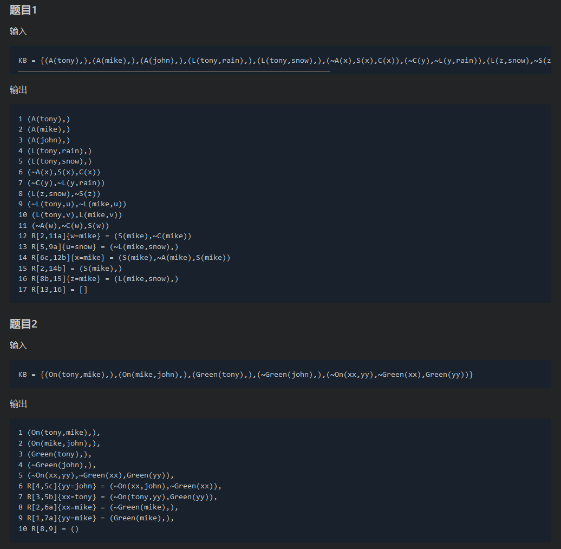 题目1
输入
KB = {(A(tony),),(A(mike),),(A(john),),(L(tony,rain),),(L(tony,snow),),(~A(x),S(x),C(x)),(~C(y),~L(y,rain)),(L(z,snow),~S(z
输出
1 (A(tony),)
2 (A(mike),)
3 (A(john),)
4 (L(tony,rain),)
5 (L(tony,snow),)
6 (~A(x),S(x),C(x))
7 (~C(y),~L(y,rain))
8 (L(z,snow),~S(z))
9 (~L(tony,u),~L(mike,u))
10 (L(tony,v),L(mike,v))
11 (~A(w),~C(w),S(w))
12 R[2,11a]{w=mike} = (S(mike),~C(mike))
13 R[5,9a]{u=snow} = (~L(mike,snow),)
14 R[6c,12b]{x=mike} = (S(mike),~A(mike),S(mike))
15 R[2,14b] = (S(mike),)
16 R[8b,15]{z=mike} = (L(mike,snow),)
17 R[13,16] = []
题目2
输入
KB = {(On(tony,mike),),(On(mike,john),),(Green(tony),),(~Green(john),),(~On(xx,yy),~Green(xx),Green(yy))}
输出
1 (On(tony,mike),),
2 (On(mike,john),),
3 (Green(tony),),
4 (~Green(john),),
5 (~On(xx,yy),~Green(xx),Green(yy)),
6 R[4,5c]{yy=john} = (~On(xx,john),~Green(xx)),
7 R[3,5b]{xx=tony} = (~On(tony,yy),Green(yy)),
8 R[2,6a]{xx=mike} = (~Green(mike),),
9 R[1,7a]{yy=mike} = (Green(mike),),
10 R[8,9] = ()